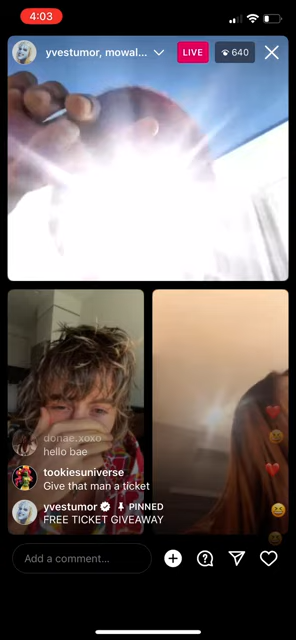 4:03
yvestumor, mowal...
LIVE
640
donae.xoxo
hello bae
tookiesuniverse
Give that man a ticket
yvestumor PINNED
FREE TICKET GIVEAWAY
Add a comment...